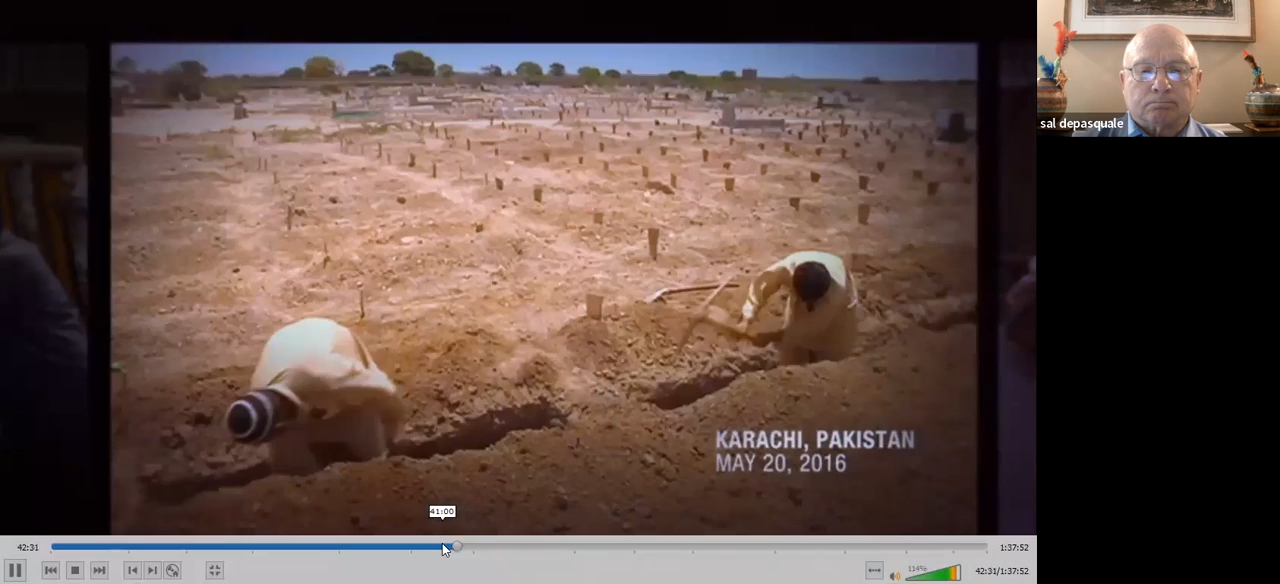 sal depasquale
KARACHI, PAKISTAN
MAY 20, 2016
41:00
42:31
1:37:52
114%
42:31/1:37:52